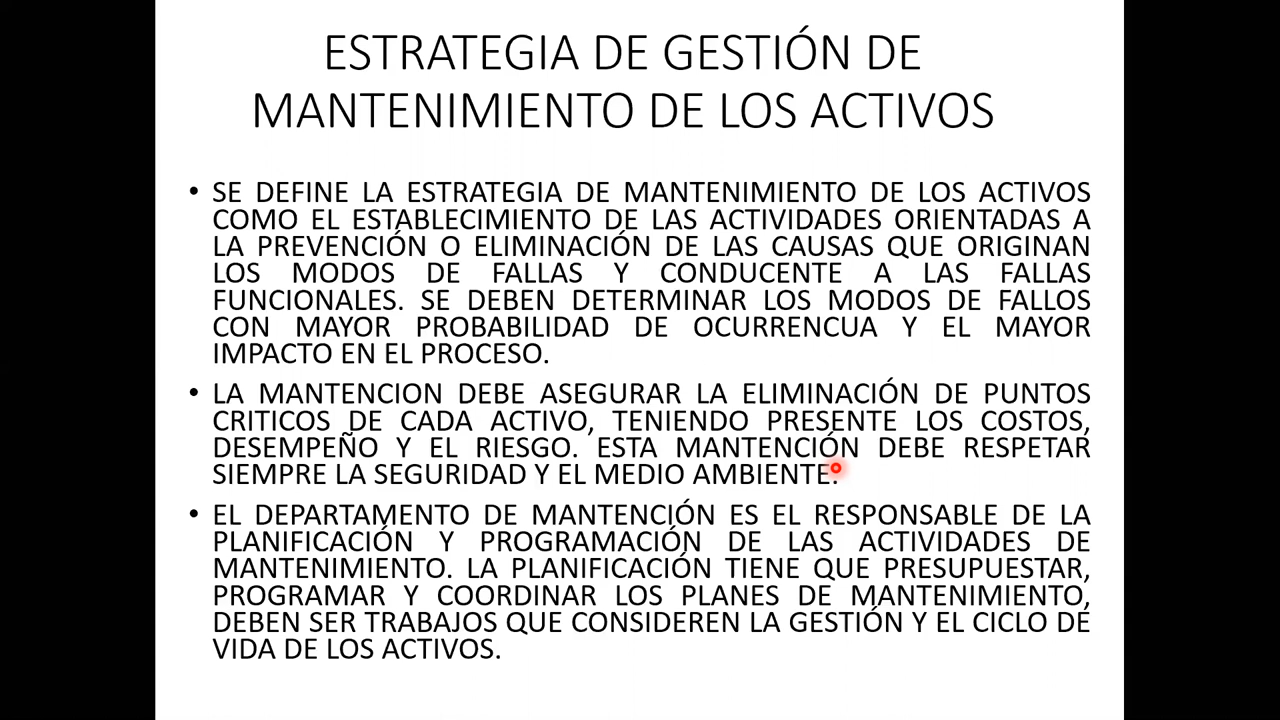 ESTRATEGIA DE GESTIÓN DE
MANTENIMIENTO DE LOS ACTIVOS
• SE DEFINE LA ESTRATEGIA DE MANTENIMIENTO DE LOS ACTIVOS
COMO EL ESTABLECIMIENTO DE LAS ACTIVIDADES ORIENTADAS A
LA PREVENCIÓN O ELIMINACIÓN DE LAS CAUSAS QUE ORIGINAN
LOS MODOS DE FALLAS Y CONDUCENTE A LAS FALLAS
FUNCIONALES. SE DEBEN DETERMINAR LOS MODOS DE FALLOS
CON MAYOR PROBABILIDAD DE OCURRENCUA Y EL MAYOR
IMPACTO EN EL PROCESO.
• LA MANTENCION DEBE ASEGURAR LA ELIMINACIÓN DE PUNTOS
CRITICOS DE CADA ACTIVO, TENIENDO PRESENTE LOS COSTOS,
DESEMPEÑO Y EL RIESGO. ESTA MANTENCIÓN DEBE RESPETAR
SIEMPRE LA SEGURIDAD Y EL MEDIO AMBIENTE.
• EL DEPARTAMENTO DE MANTENCIÓN ES EL RESPONSABLE DE LA
PLANIFICACIÓN Y PROGRAMACIÓN DE LAS ACTIVIDADES DE
MANTENIMIENTO. LA PLANIFICACIÓN TIENE QUE PRESUPUESTAR,
PROGRAMAR Y COORDINAR LOS PLANES DE MANTENIMIENTO,
DEBEN SER TRABAJOS QUE CONSIDEREN LA GESTIÓN Y EL CICLO DE
VIDA DE LOS ACTIVOS.